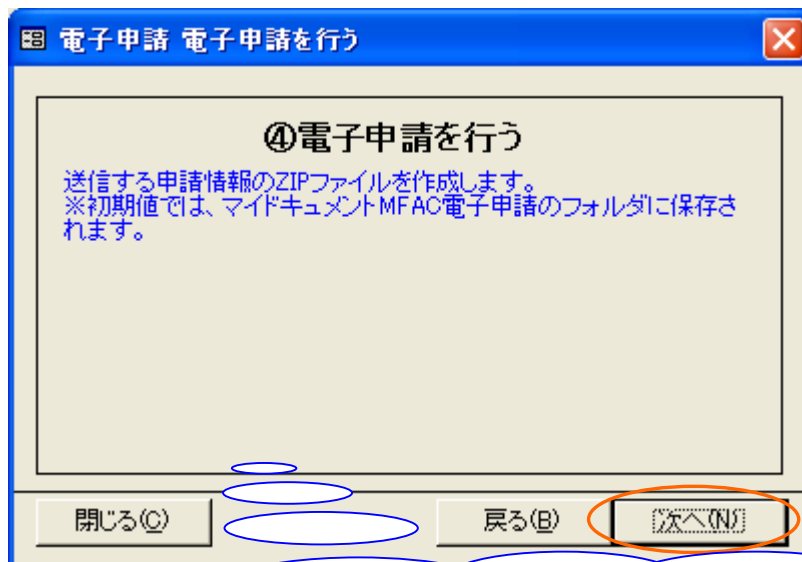 電子申請 電子申請を行う
④電子申請を行う
送信する申請情報のZIPファイルを作成します。
※初期値では、マイドキュメントMFAC電子申請のフォルダに保存さ
れます。
閉じる(C)
戻る(B)
次へ(N)